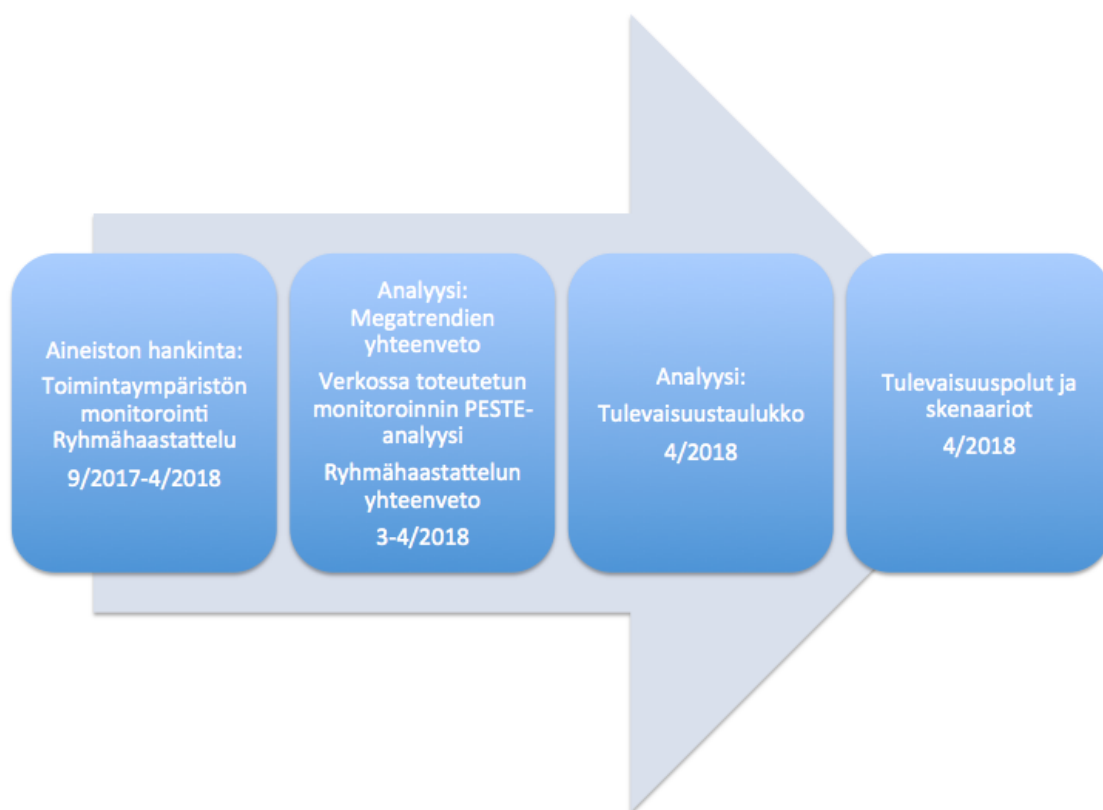 Aineiston hankinta:
Toimintaympäristön
monitorointi
Ryhmähaastattelu
9/2017-4/2018
Analyysi:
Megatrendien
yhteenveto
Verkossa toteutetun
monitoroinnin PESTE-
analyysi
Ryhmähaastattelun
yhteenveto
3-4/2018
Analyysi:
Tulevaisuustaulukko
4/2018
Tulevaisuuspolut ja
skenaariot
4/2018